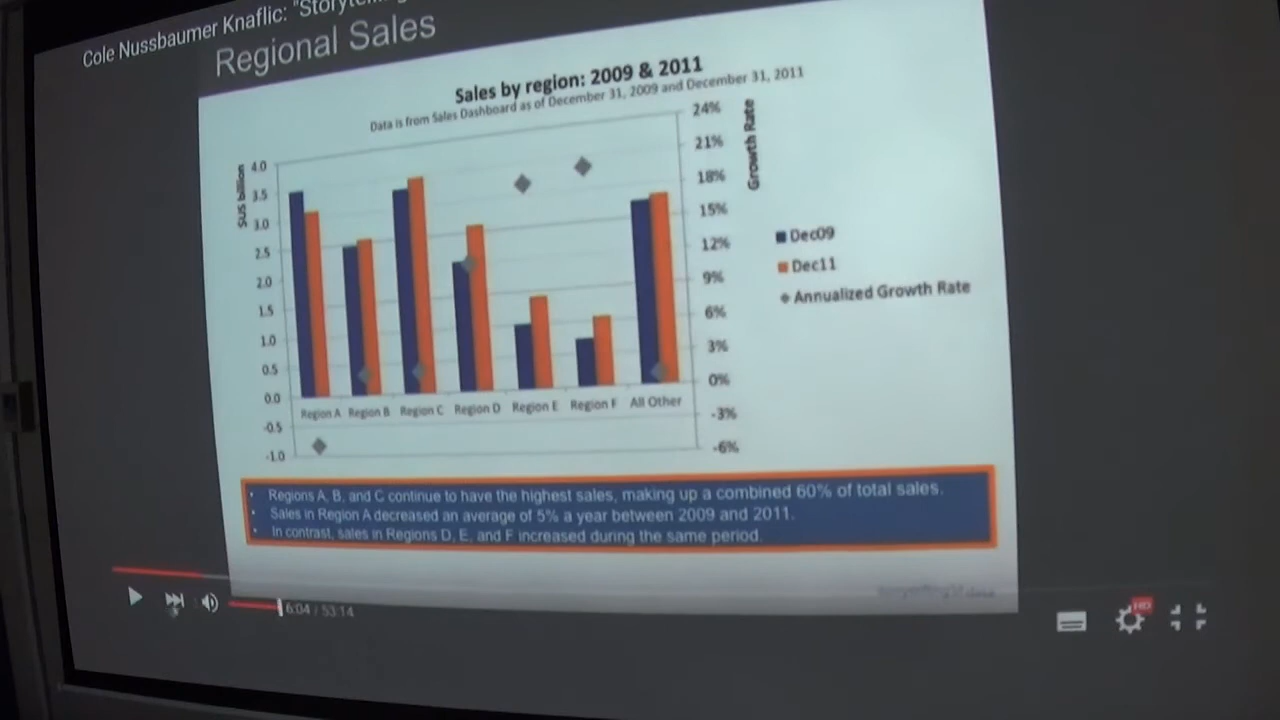 Cole Nussbaumer Knaflic: "Storytelling
Regional Sales
Sales by region: 2009 & 2011
Data is from Sales Dashboard as of December 31, 2009 and December 31, 2011
$US billion
4.0
3.5
3.0
2.5
2.0
1.5
1.0
0.5
0.0
-0.5
-1.0
24%
21%
18%
15%
12%
9%
6%
3%
0%
-3%
-6%
Growth Rate
Dec09
Dec11
Annualized Growth Rate
Region A Region B Region C Region D Region E Region F All Other
• Regions A, B, and C continue to have the highest sales, making up a combined 60% of total sales.
• Sales in Region A decreased an average of 5% a year between 2009 and 2011.
• In contrast, sales in Regions D, E, and F increased during the same period.
6:04 / 53:14
HD